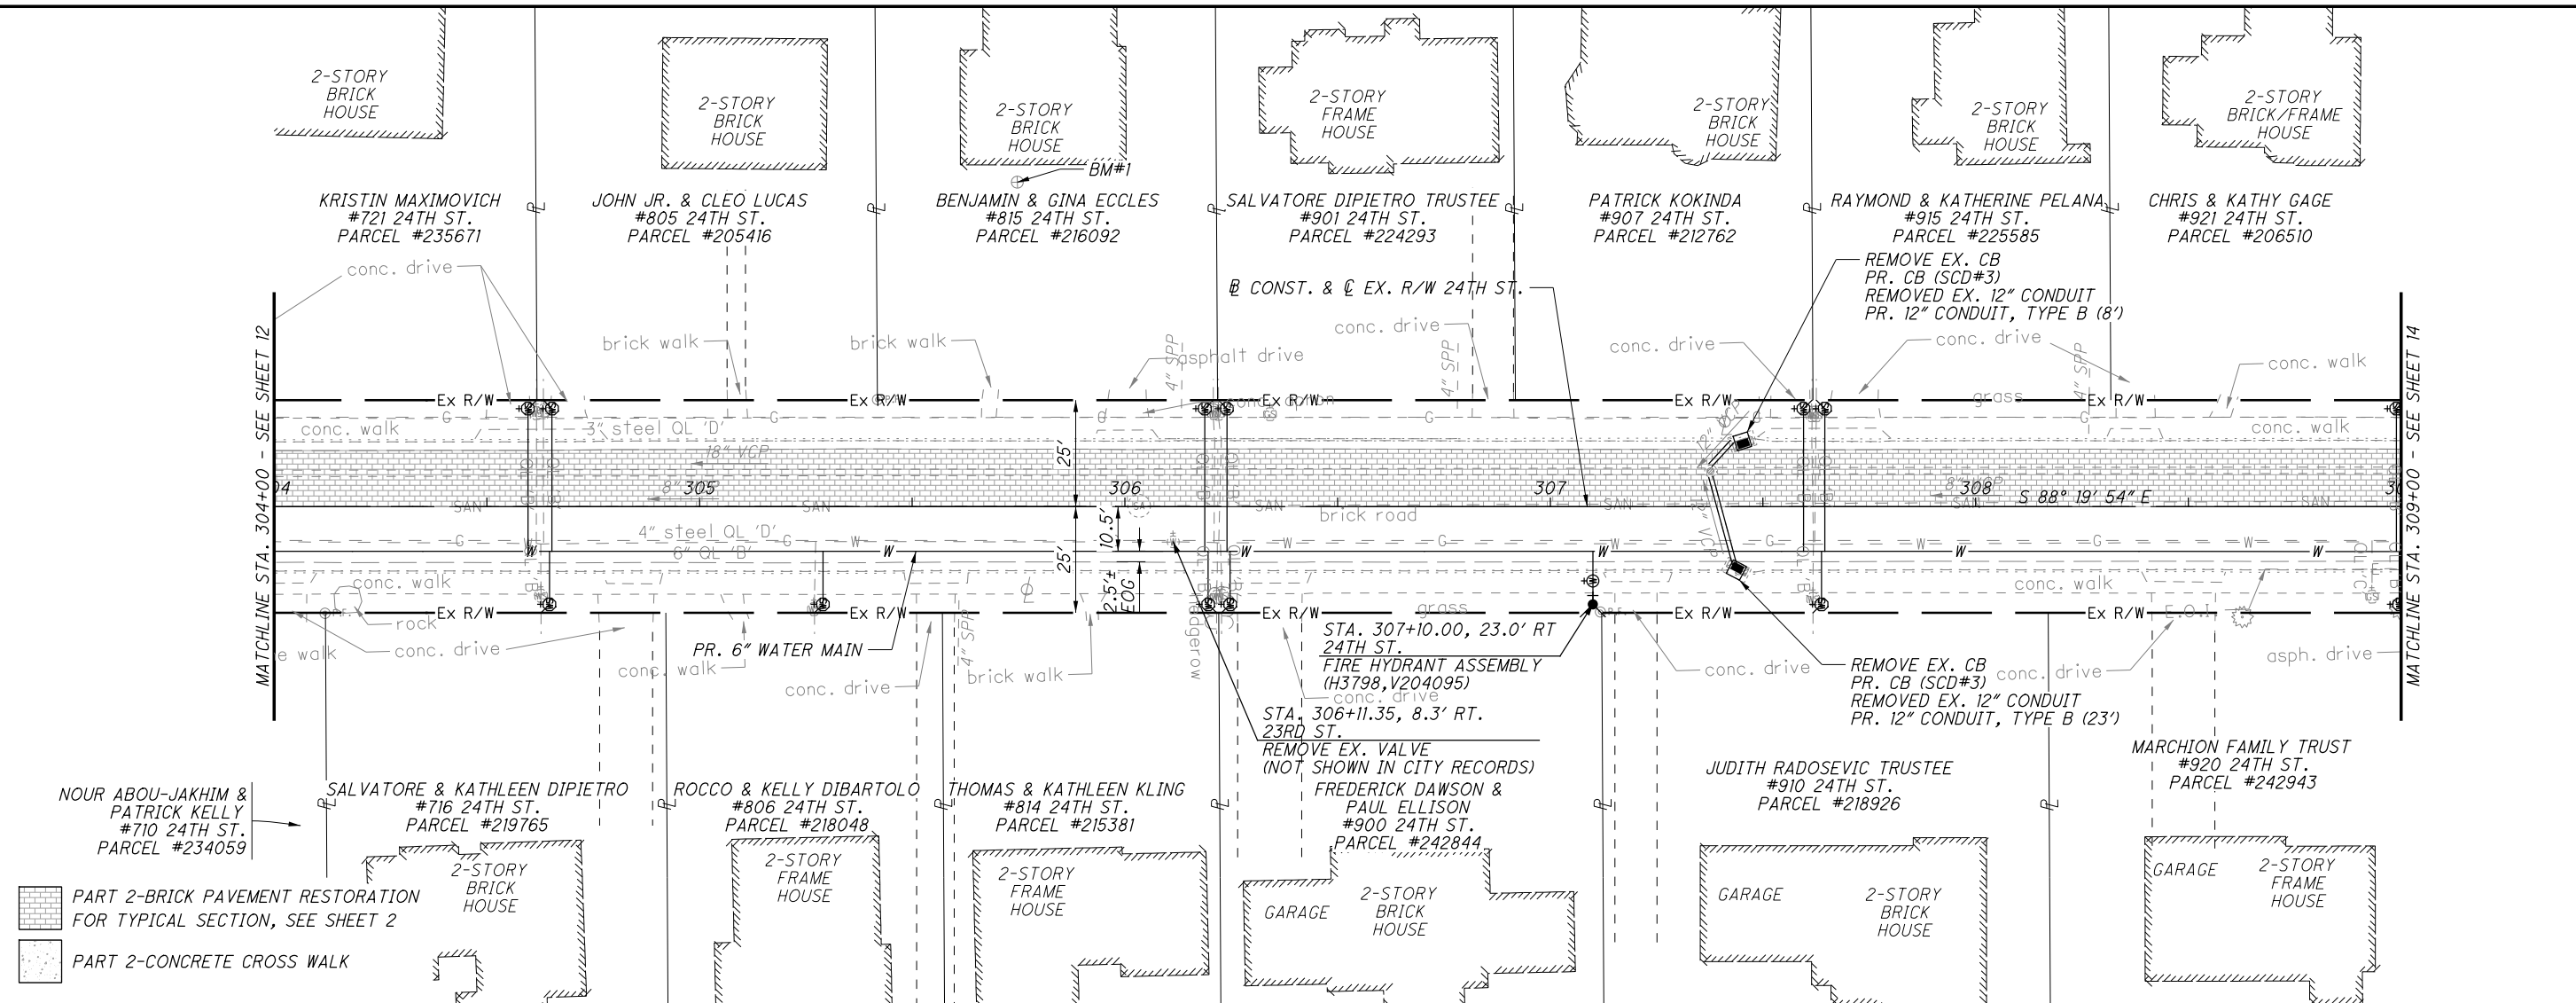 2-STORY
BRICK
HOUSE
2-STORY
BRICK
HOUSE
2-STORY
BRICK
HOUSE
2-STORY
FRAME
HOUSE
2-STORY
BRICK
HOUSE
2-STORY
BRICK
HOUSE
2-STORY
BRICK/FRAME
HOUSE
BM#1
KRISTIN MAXIMOVICH
#721 24TH ST.
PARCEL #235671
JOHN JR. & CLEO LUCAS
#805 24TH ST.
PARCEL #205416
BENJAMIN & GINA ECCLES
#815 24TH ST.
PARCEL #216092
SALVATORE DIPIETRO TRUSTEE
#901 24TH ST.
PARCEL #224293
PATRICK KOKINDA
#907 24TH ST.
PARCEL #212762
RAYMOND & KATHERINE PELANA
#915 24TH ST.
PARCEL #225585
CHRIS & KATHY GAGE
#921 24TH ST.
PARCEL #206510
conc. drive
℄ CONST. & ℄ EX. R/W 24TH ST.
REMOVE EX. CB
PR. CB (SCD#3)
REMOVED EX. 12" CONDUIT
PR. 12" CONDUIT, TYPE B (8')
brick walk
brick walk
asphalt drive
4" SPP
conc. drive
4" SPP
conc. drive
conc. drive
4" SPP
conc. walk
MATCHLINE STA. 304+00 - SEE SHEET 12
MATCHLINE STA. 309+00 - SEE SHEET 14
Ex R/W
Ex R/W
Ex R/W
Ex R/W
Ex R/W
grass
conc. walk
3" steel QL 'D'
G
G
G
G
conc. walk
18" VCP
25'
12" VCP
8"
305
306
307
308
S 88° 19' 54" E
SAN
SAN
SAN
SAN
SAN
SAN
brick road
4" steel QL 'D'
6" QL 'B'
G
G
W
G
W
G
W
G
W
W
W
W
W
W
W
25'
10.5'
2.5'±
EOG
12" VCP
conc. walk
conc. walk
Ex R/W
Ex R/W
Ex R/W
Ex R/W
Ex R/W
grass
E.O.I.
rock
conc. drive
conc. walk
PR. 6" WATER MAIN
conc. drive
4" SPP
brick walk
hedgerow
STA. 307+10.00, 23.0' RT
24TH ST.
FIRE HYDRANT ASSEMBLY
(H3798,V204095)
conc. drive
STA. 306+11.35, 8.3' RT.
23RD ST.
REMOVE EX. VALVE
(NOT SHOWN IN CITY RECORDS)
conc. drive
REMOVE EX. CB
PR. CB (SCD#3)
REMOVED EX. 12" CONDUIT
PR. 12" CONDUIT, TYPE B (23')
conc. drive
asph. drive
NOUR ABOU-JAKHIM &
PATRICK KELLY
#710 24TH ST.
PARCEL #234059
SALVATORE & KATHLEEN DIPIETRO
#716 24TH ST.
PARCEL #219765
ROCCO & KELLY DIBARTOLO
#806 24TH ST.
PARCEL #218048
THOMAS & KATHLEEN KLING
#814 24TH ST.
PARCEL #215381
FREDERICK DAWSON &
PAUL ELLISON
#900 24TH ST.
PARCEL #242844
JUDITH RADOSEVIC TRUSTEE
#910 24TH ST.
PARCEL #218926
MARCHION FAMILY TRUST
#920 24TH ST.
PARCEL #242943
2-STORY
BRICK
HOUSE
2-STORY
FRAME
HOUSE
2-STORY
FRAME
HOUSE
GARAGE
2-STORY
BRICK
HOUSE
GARAGE
2-STORY
BRICK
HOUSE
GARAGE
2-STORY
FRAME
HOUSE
PART 2-BRICK PAVEMENT RESTORATION
FOR TYPICAL SECTION, SEE SHEET 2
PART 2-CONCRETE CROSS WALK